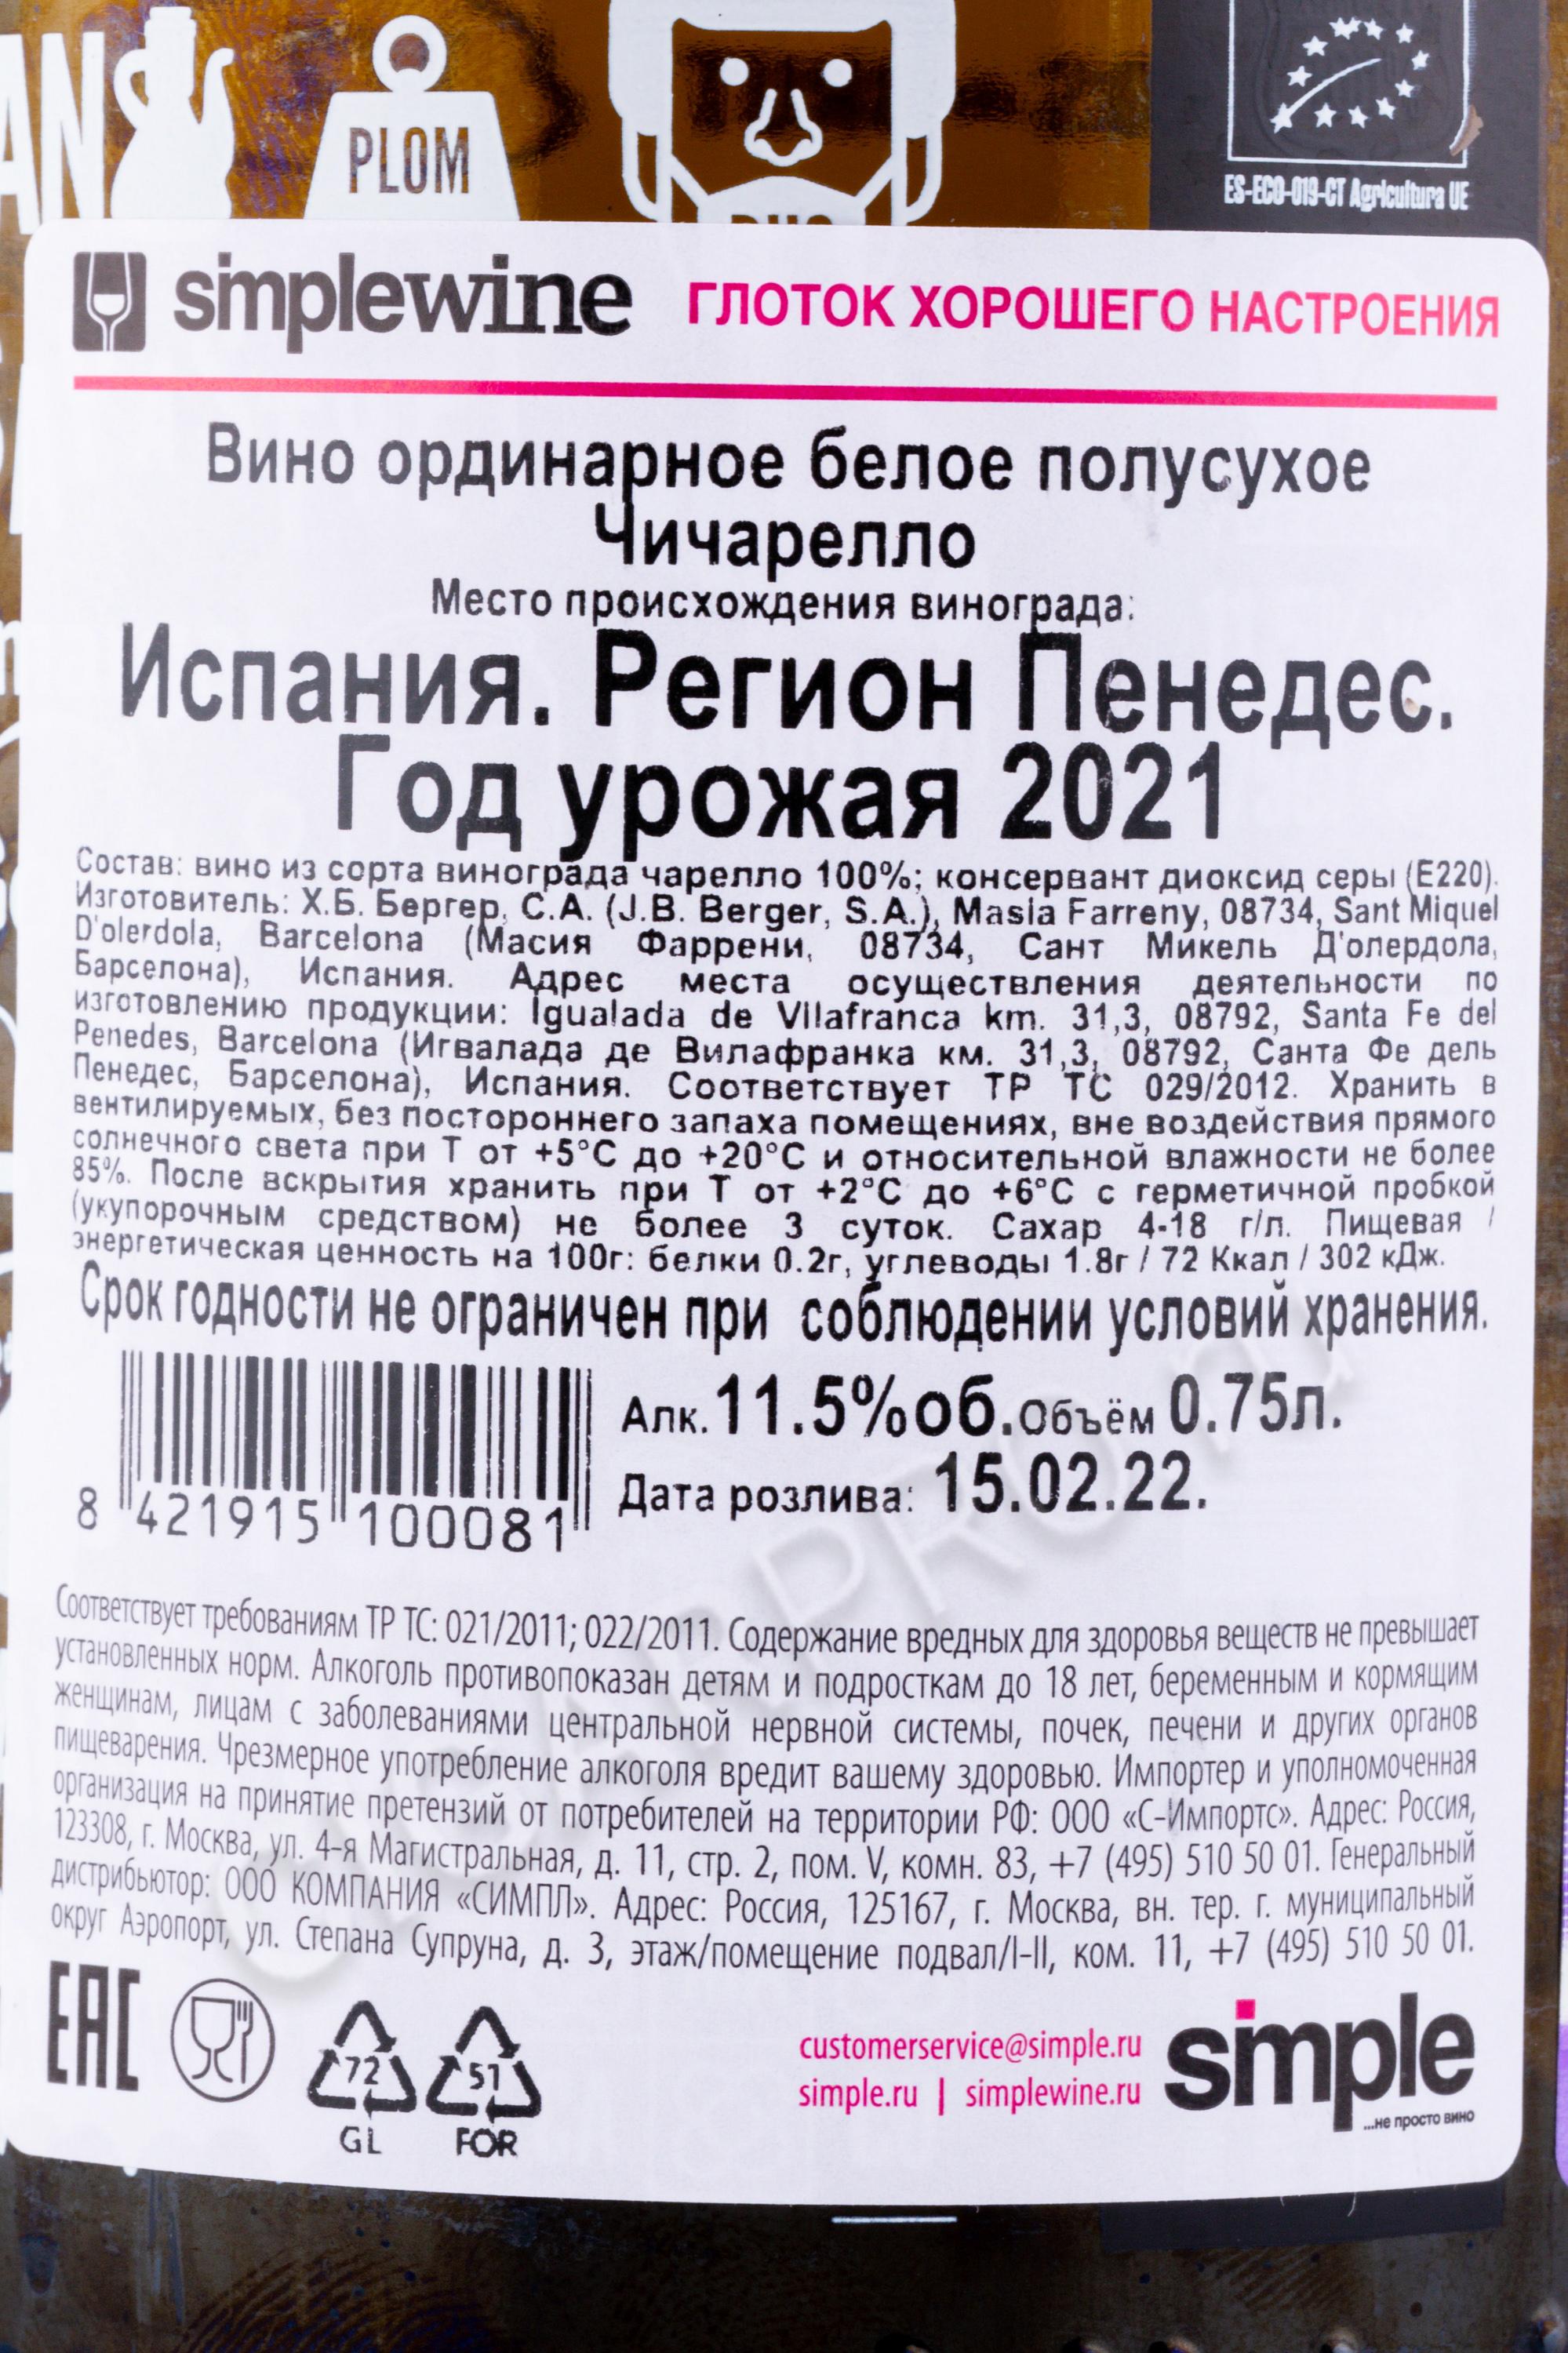 PLOM
ES-ECO-019-CT Agricultura UE
simplewine ГЛОТОК ХОРОШЕГО НАСТРОЕНИЯ
Вино ординарное белое полусухое
Чичарелло
Место происхождения винограда:
Испания. Регион Пенедес.
Год урожая 2021
Состав: вино из сорта винограда чарелло 100%; консервант диоксид серы (E220).
Изготовитель: Х.Б. Бергер, С.А. (J.B. Berger, S.A.), Masia Farreny, 08734, Sant Miquel
D'olerdola, Barcelona (Масия Фаррени, 08734, Сант Микель Д'олердола,
Барселона), Испания. Адрес места осуществления деятельности по
изготовлению продукции: Igualada de Vilafranca km. 31,3, 08792, Santa Fe del
Penedes, Barcelona (Игвалада де Вилафранка км. 31,3, 08792, Санта Фе дель
Пенедес, Барселона), Испания. Соответствует ТР ТС 029/2012. Хранить в
вентилируемых, без постороннего запаха помещениях, вне воздействия прямого
солнечного света при Т от +5°С до +20°С и относительной влажности не более
85%. После вскрытия хранить при Т от +2°С до +6°С с герметичной пробкой
(укупорочным средством) не более 3 суток. Сахар 4-18 г/л. Пищевая /
энергетическая ценность на 100г: белки 0.2г, углеводы 1.8г / 72 Ккал / 302 кДж.
Срок годности не ограничен при соблюдении условий хранения.
Алк. 11.5%об. Объём 0.75л.
Дата розлива: 15.02.22.
8 421915 100081
Соответствует требованиям ТР ТС: 021/2011; 022/2011. Содержание вредных для здоровья веществ не превышает
установленных норм. Алкоголь противопоказан детям и подросткам до 18 лет, беременным и кормящим
женщинам, лицам с заболеваниями центральной нервной системы, почек, печени и других органов
пищеварения. Чрезмерное употребление алкоголя вредит вашему здоровью. Импортер и уполномоченная
организация на принятие претензий от потребителей на территории РФ: ООО «С-Импортс». Адрес: Россия,
123308, г. Москва, ул. 4-я Магистральная, д. 11, стр. 2, пом. V, комн. 83, +7 (495) 510 50 01. Генеральный
дистрибьютор: ООО КОМПАНИЯ «СИМПЛ». Адрес: Россия, 125167, г. Москва, вн. тер. г. муниципальный
округ Аэропорт, ул. Степана Супруна, д. 3, этаж/помещение подвал/I-II, ком. 11, +7 (495) 510 50 01.
EAC
72
GL
51
FOR
customerservice@simple.ru
simple.ru | simplewine.ru
simple
...не просто вино